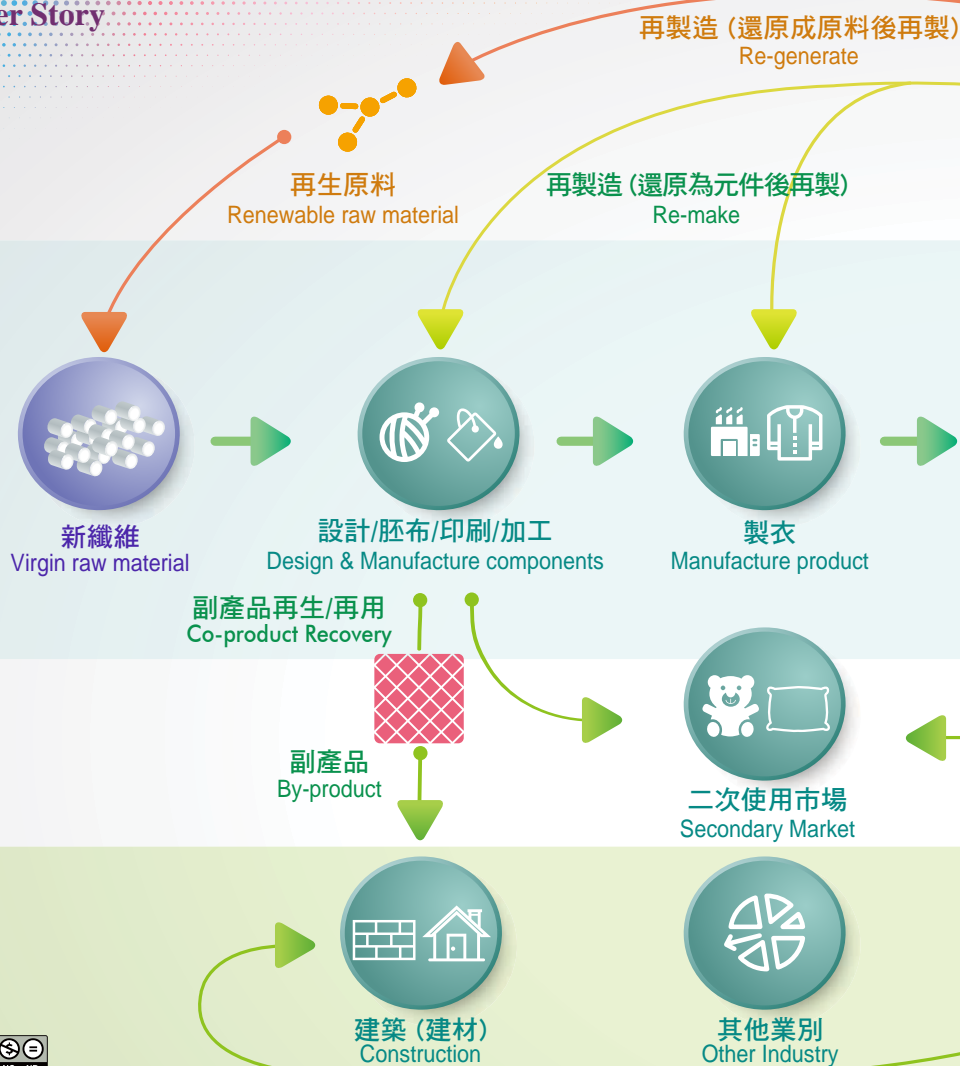 er Story
再製造 (還原成原料後再製)
Re-generate
再生原料
Renewable raw material
再製造 (還原為元件後再製)
Re-make
新纖維
Virgin raw material
設計/胚布/印刷/加工
Design & Manufacture components
製衣
Manufacture product
副產品再生/再用
Co-product Recovery
副產品
By-product
二次使用市場
Secondary Market
建築 (建材)
Construction
其他業別
Other Industry